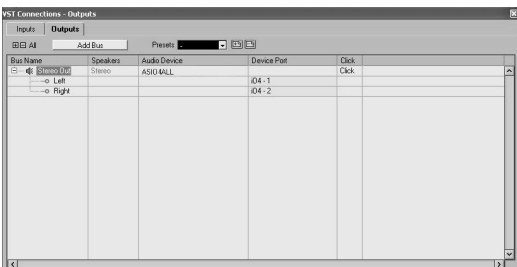 VST Connections - Outputs
Inputs Outputs
All Add Bus Presets -
Bus Name Speakers Audio Device Device Port Click
Stereo Out Stereo ASIO4ALL Click
Left i04 - 1
Right i04 - 2